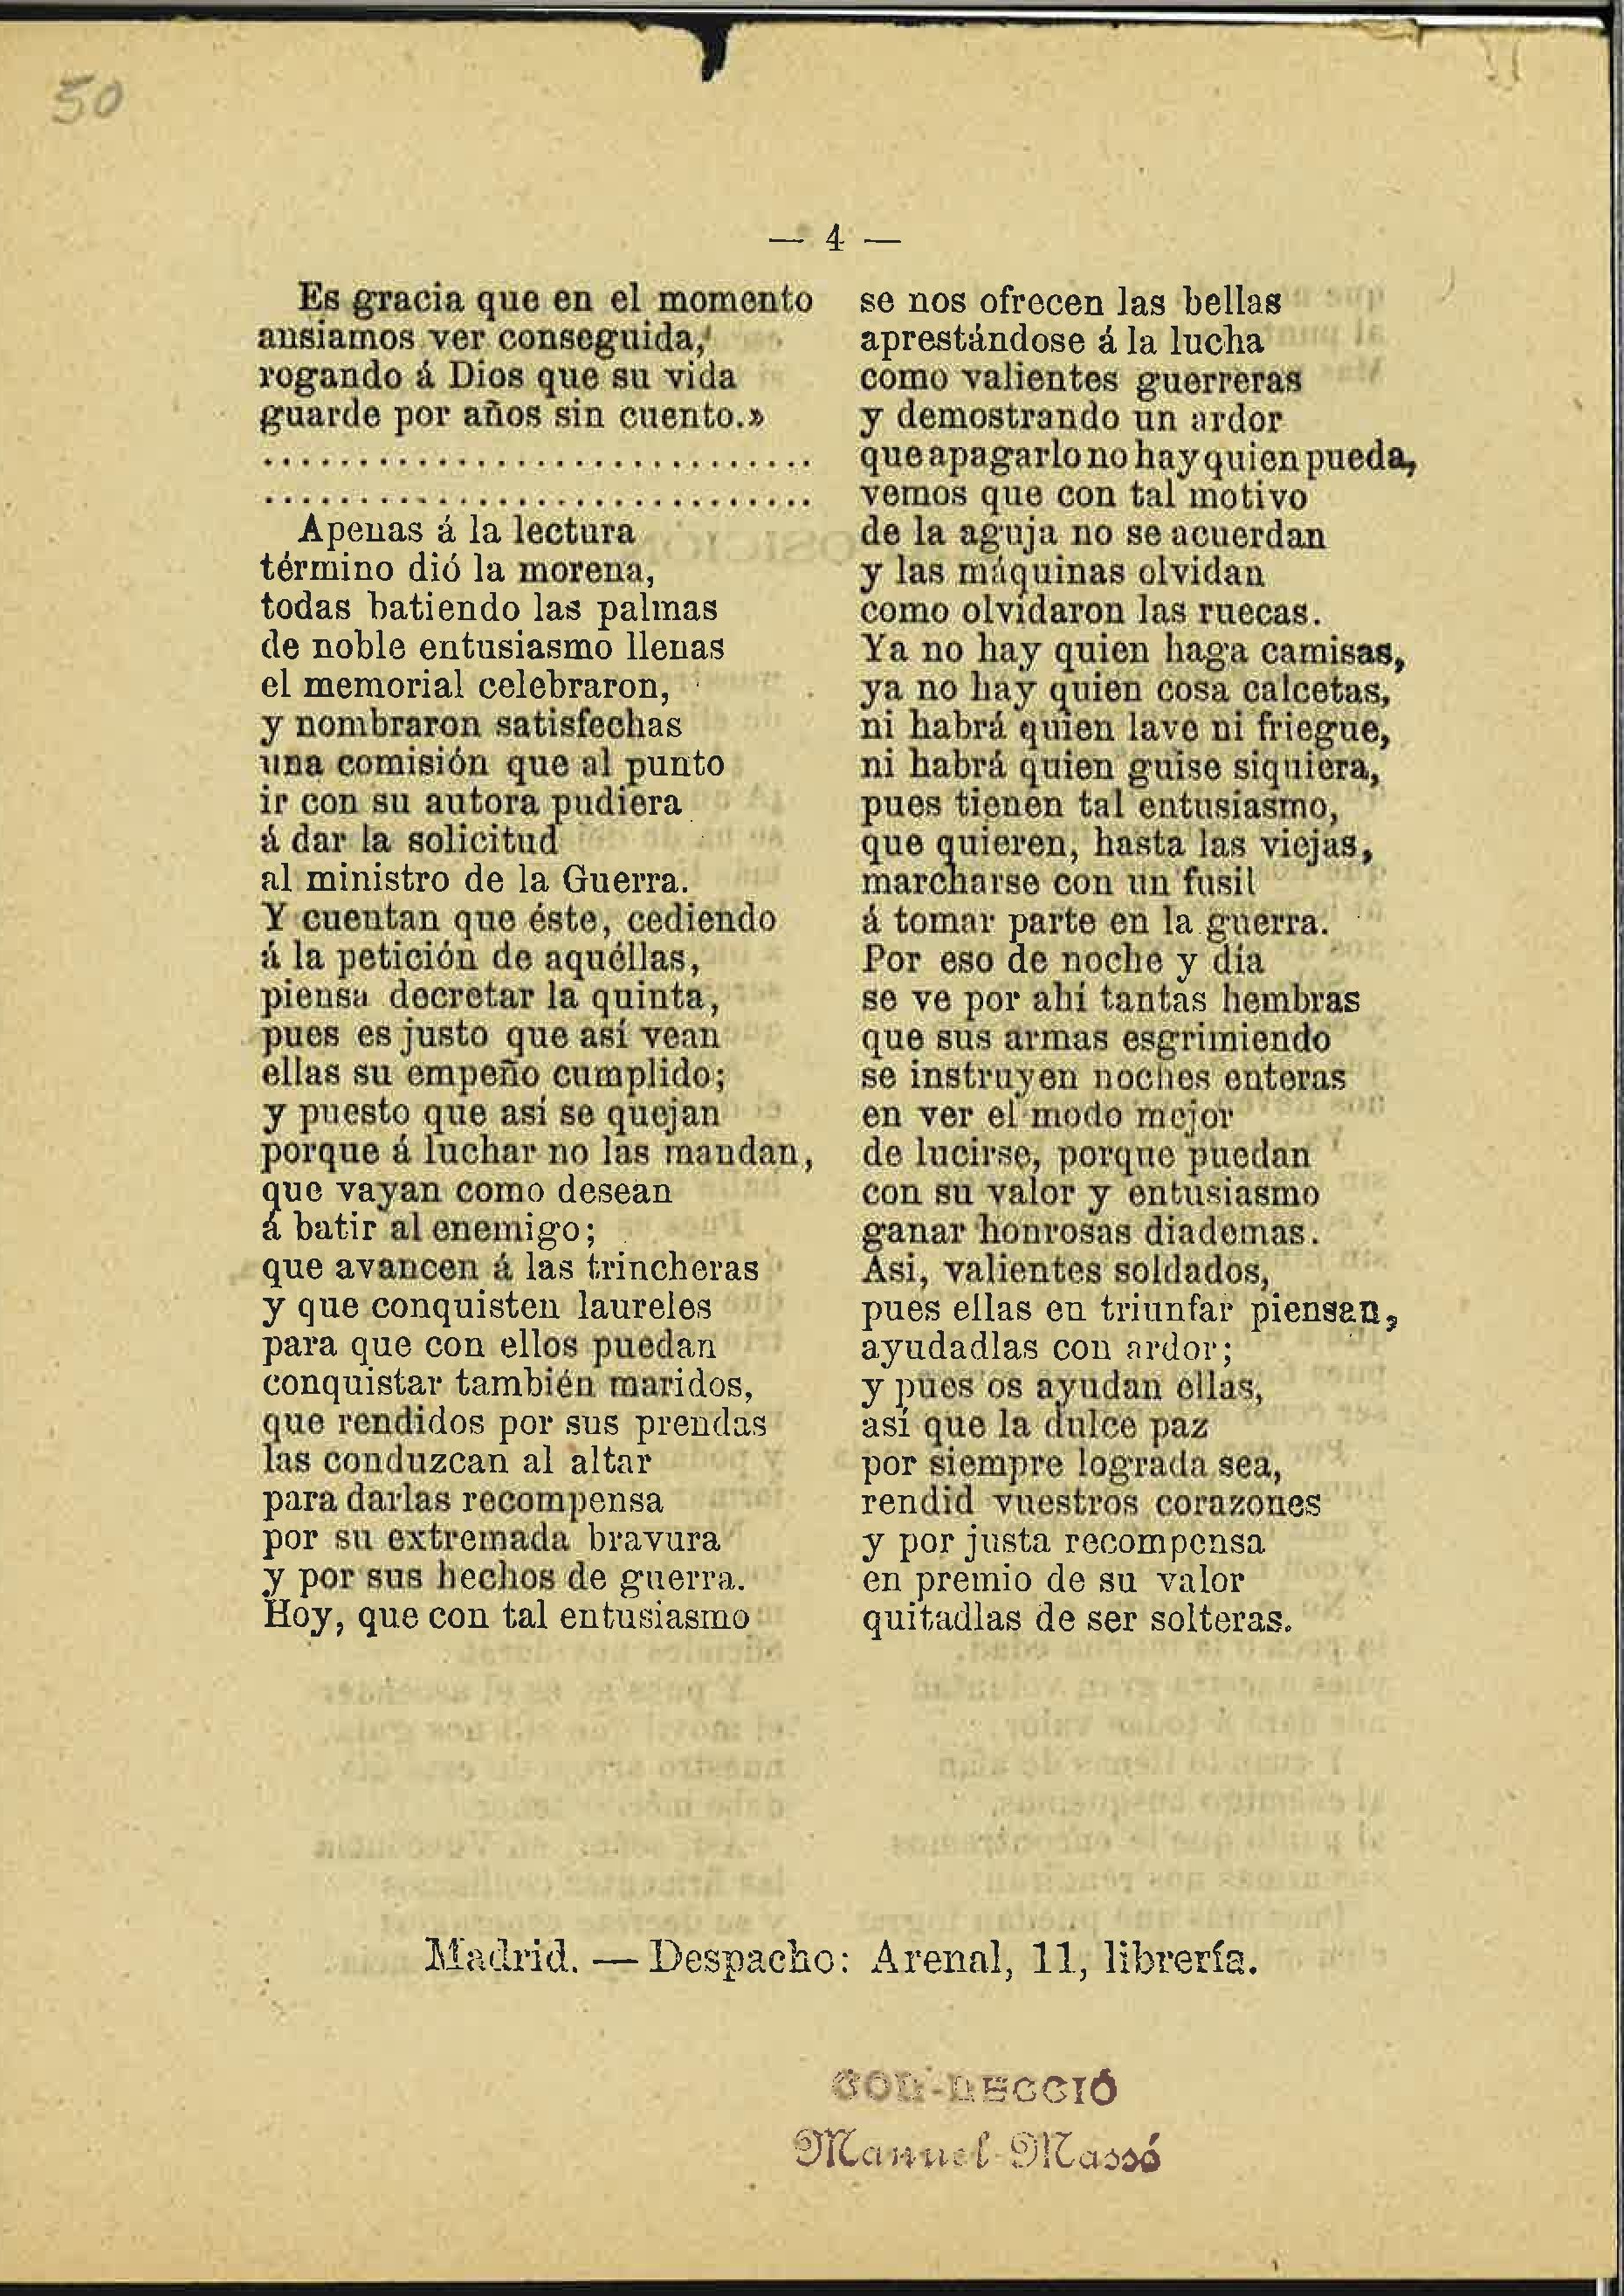 50
— 4 —
Es gracia que en el momento
ansiamos ver conseguida,
rogando á Dios que su vida
guarde por años sin cuento.»
..............................
..............................
Apenas á la lectura
término dió la morena,
todas batiendo las palmas
de noble entusiasmo llenas
el memorial celebraron,
y nombraron satisfechas
una comisión que al punto
ir con su autora pudiera
á dar la solicitud
al ministro de la Guerra.
Y cuentan que éste, cediendo
á la petición de aquéllas,
piensa decretar la quinta,
pues es justo que así vean
ellas su empeño cumplido;
y puesto que así se quejan
porque á luchar no las mandan,
que vayan como desean
á batir al enemigo;
que avancen á las trincheras
y que conquisten laureles
para que con ellos puedan
conquistar también maridos,
que rendidos por sus prendas
las conduzcan al altar
para darlas recompensa
por su extremada bravura
y por sus hechos de guerra.
Hoy, que con tal entusiasmo
se nos ofrecen las bellas
aprestándose á la lucha
como valientes guerreras
y demostrando un ardor
que apagarlo no hay quien pueda,
vemos que con tal motivo
de la aguja no se acuerdan
y las máquinas olvidan
como olvidaron las ruecas.
Ya no hay quien haga camisas,
ya no hay quien cosa calcetas,
ni habrá quien lave ni friegue,
ni habrá quien guise siquiera,
pues tienen tal entusiasmo,
que quieren, hasta las viejas,
marcharse con un fusil
á tomar parte en la guerra.
Por eso de noche y día
se ve por ahí tantas hembras
que sus armas esgrimiendo
se instruyen noches enteras
en ver el modo mejor
de lucirse, porque puedan
con su valor y entusiasmo
ganar honrosas diademas.
Asi, valientes soldados,
pues ellas en triunfar piensan,
ayudadlas con ardor;
y pues os ayudan ellas,
así que la dulce paz
por siempre lograda sea,
rendid vuestros corazones
y por justa recompensa
en premio de su valor
quitadlas de ser solteras.
Madrid. — Despacho: Arenal, 11, librería.
COL-LECCIÓ
Manuel Massó